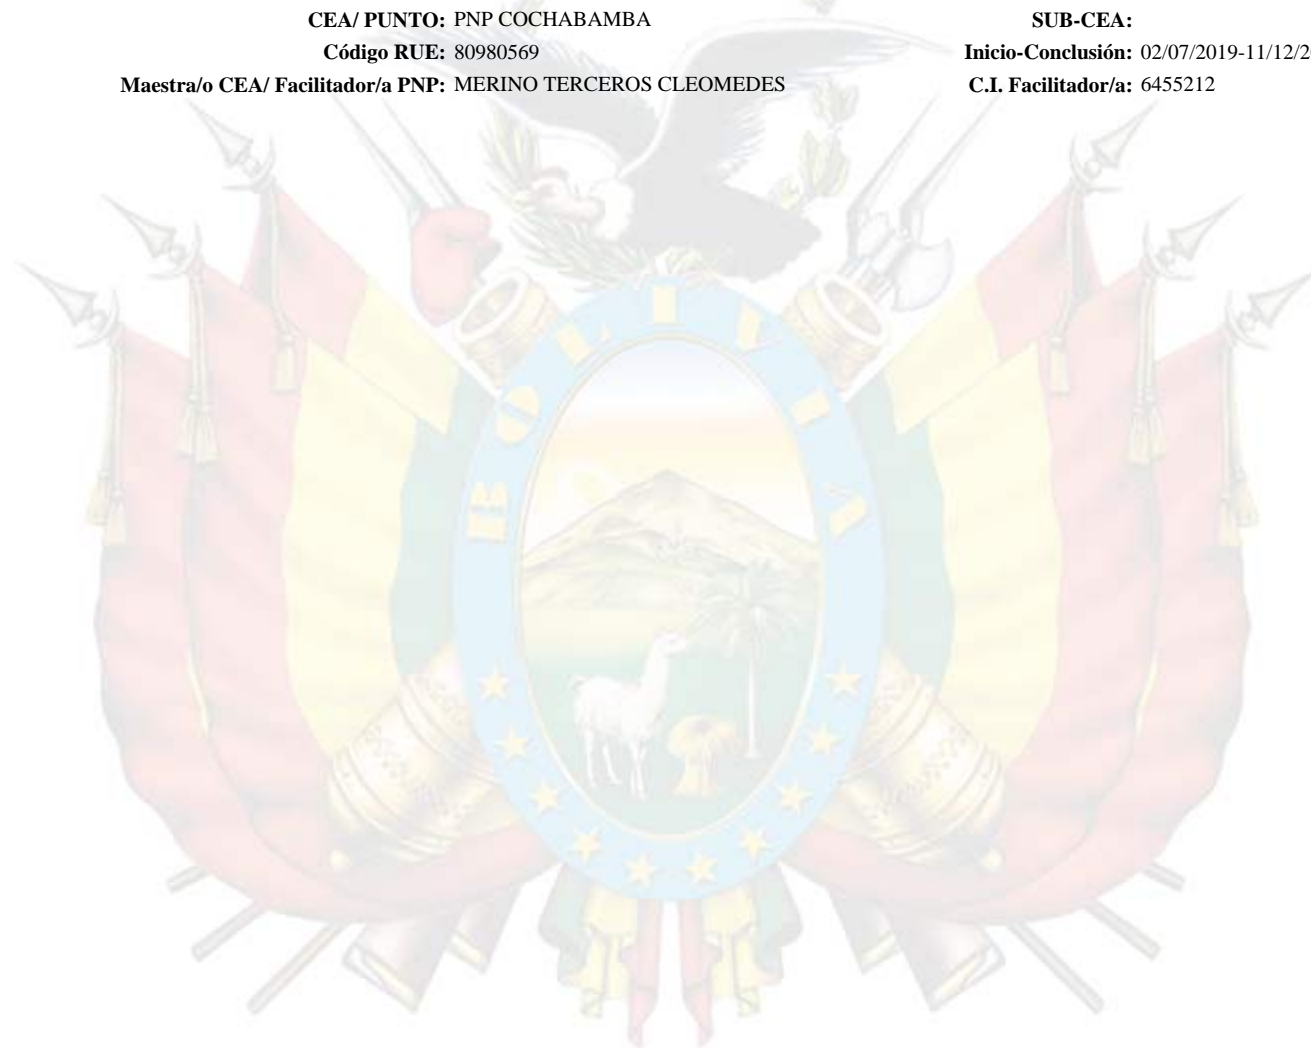 CEA/ PUNTO: PNP COCHABAMBA SUB-CEA:
Código RUE: 80980569 Inicio-Conclusión: 02/07/2019-11/12/2
Maestra/o CEA/ Facilitador/a PNP: MERINO TERCEROS CLEOMEDES C.I. Facilitador/a: 6455212
BOLIVIA